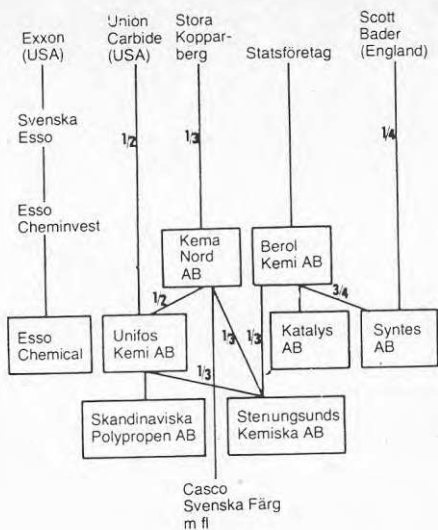 Exxon
(USA)
Union
Carbide
(USA)
Stora
Koppar-
berg
Statsföretag
Scott
Bader
(England)
Svenska
Esso
1/2
1/3
1/4
Esso
Cheminvest
Kema
Nord
AB
Berol
Kemi AB
1/2
3/4
Esso
Chemical
Unifos
Kemi AB
1/3
1/3
Katalys
AB
Syntes
AB
1/3
Skandinaviska
Polypropen AB
Stenungsunds
Kemiska AB
Casco
Svenska Färg
m fl